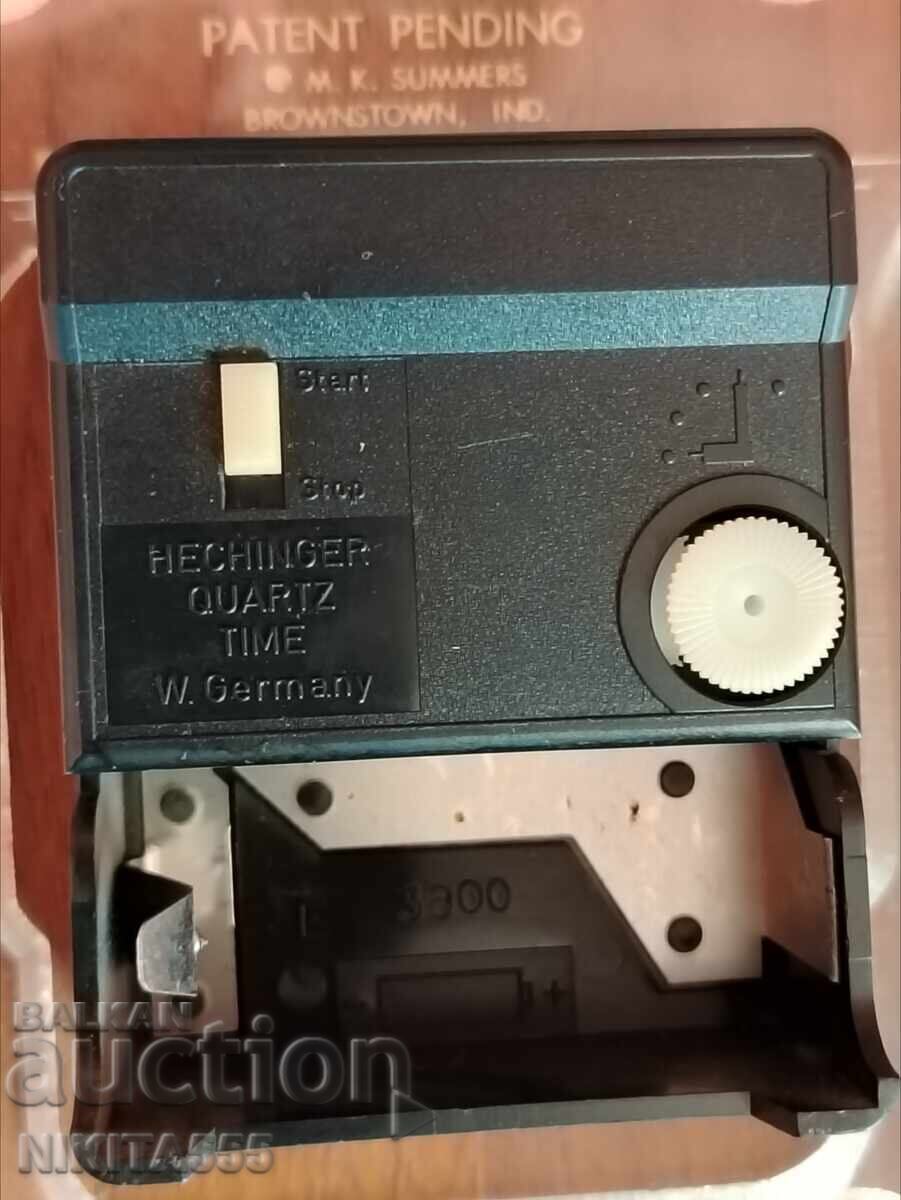 PATENT PENDING
© M. K. SUMMERS
BROWNSTOWN, IND.
Start
Stop
HECHINGER
QUARTZ
TIME
W. Germany
3300
- +
BALKAN
auction
NIKITA555